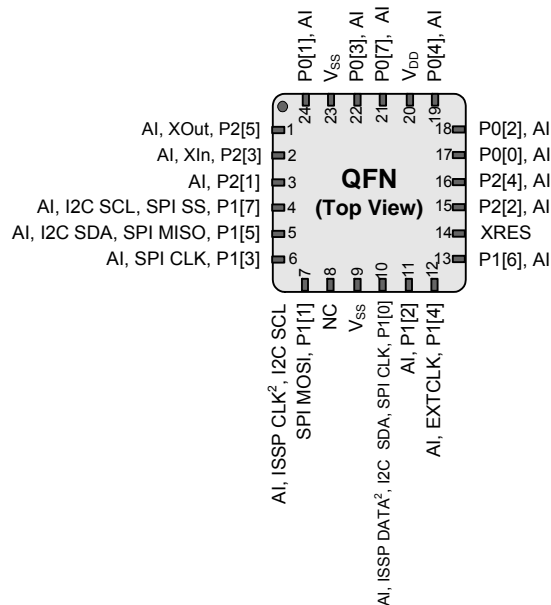 P0[1], AI
VSS
P0[3], AI
P0[7], AI
VDD
P0[4], AI
24
23
22
21
20
19
AI, XOut, P2[5]
1
18
P0[2], AI
AI, XIn, P2[3]
2
17
P0[0], AI
AI, P2[1]
3
QFN
16
P2[4], AI
AI, I2C SCL, SPI SS, P1[7]
4
(Top View)
15
P2[2], AI
AI, I2C SDA, SPI MISO, P1[5]
5
14
XRES
AI, SPI CLK, P1[3]
6
13
P1[6], AI
7
8
9
10
11
12
AI, ISSP CLK², I2C SCL
SPI MOSI, P1[1]
NC
VSS
AI, ISSP DATA², I2C SDA, SPI CLK, P1[0]
AI, P1[2]
AI, EXTCLK, P1[4]